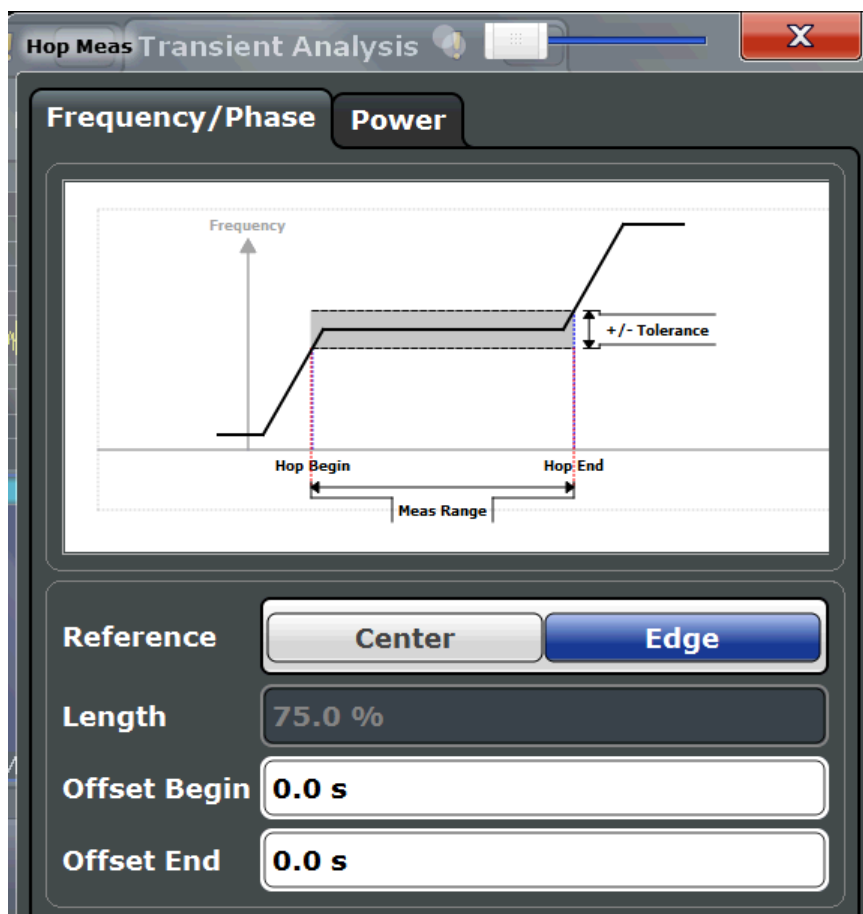 Hop Meas Transient Analysis
X
Frequency/Phase Power
Frequency
+/- Tolerance
Hop Begin Hop End
Meas Range
Reference Center Edge
Length 75.0 %
Offset Begin 0.0 s
Offset End 0.0 s